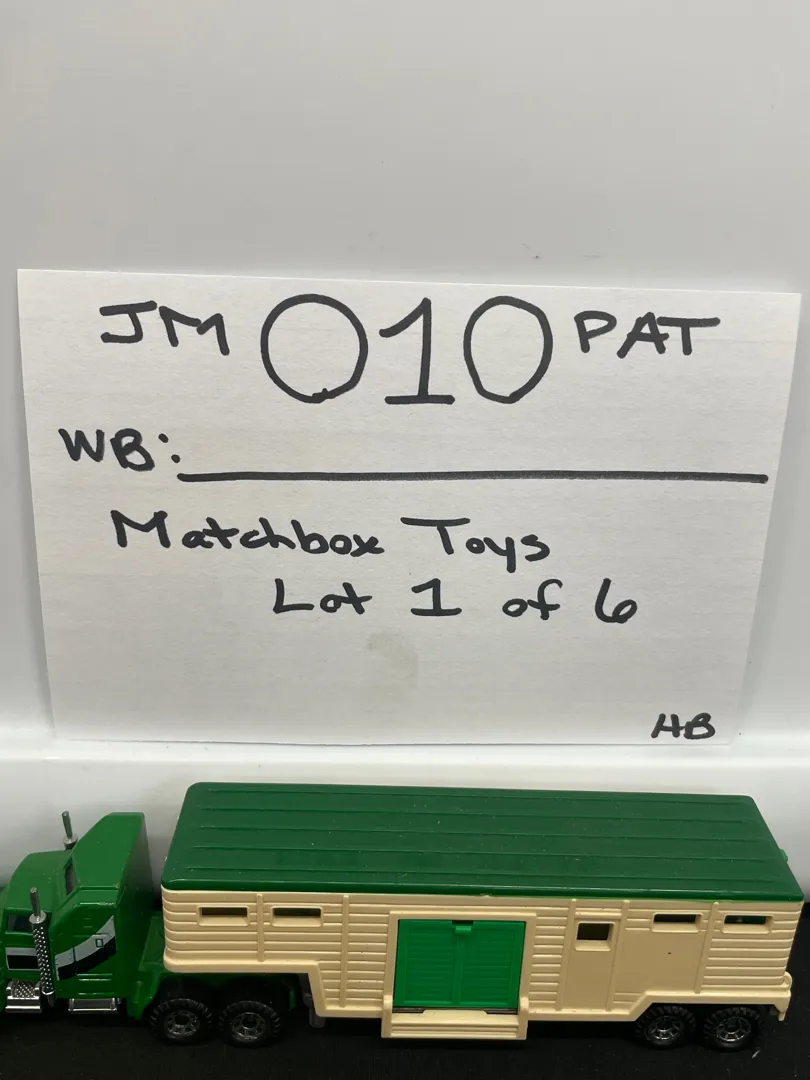 JM 010 PAT
WB:
Matchbox Toys
Lot 1 of 6
HB